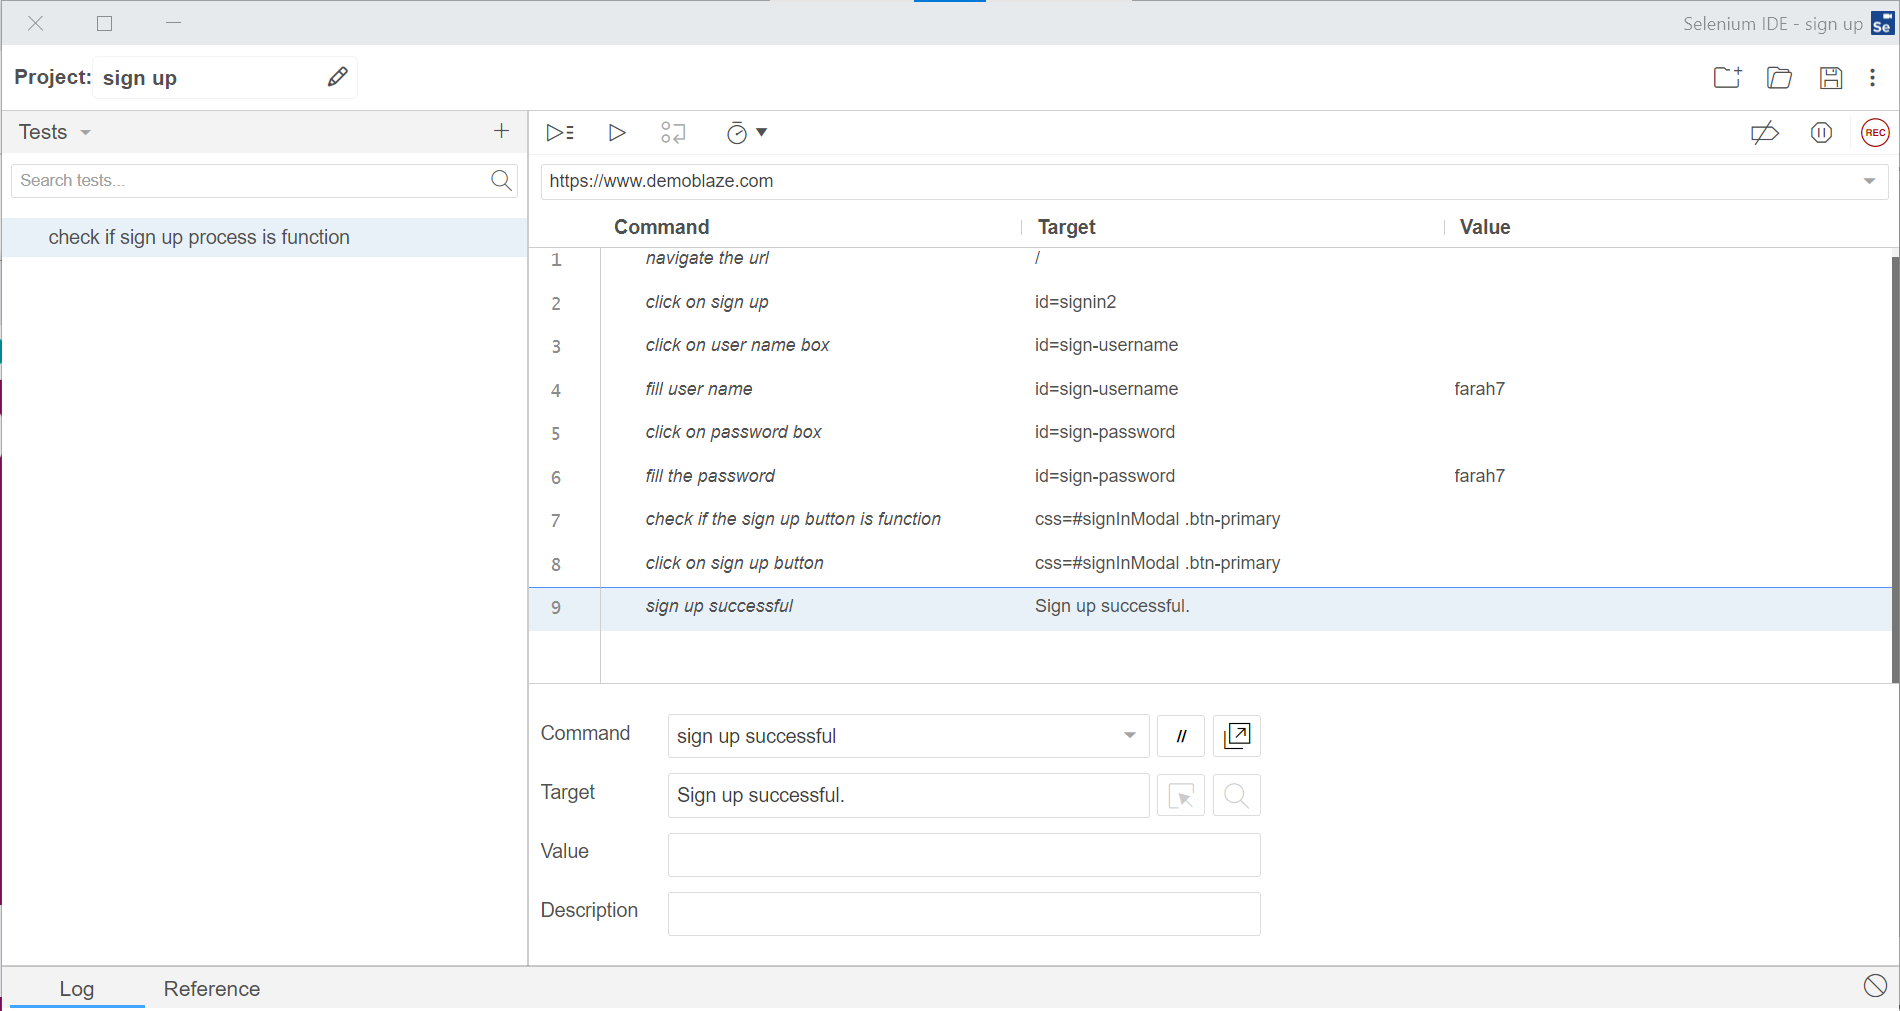 Selenium IDE - sign up
Se
Project: sign up
Tests
Search tests...
check if sign up process is function
REC
https://www.demoblaze.com
Command Target Value
1 navigate the url /
2 click on sign up id=signin2
3 click on user name box id=sign-username
4 fill user name id=sign-username farah7
5 click on password box id=sign-password
6 fill the password id=sign-password farah7
7 check if the sign up button is function css=#signInModal .btn-primary
8 click on sign up button css=#signInModal .btn-primary
9 sign up successful Sign up successful.
Command sign up successful //
Target Sign up successful.
Value
Description
Log Reference